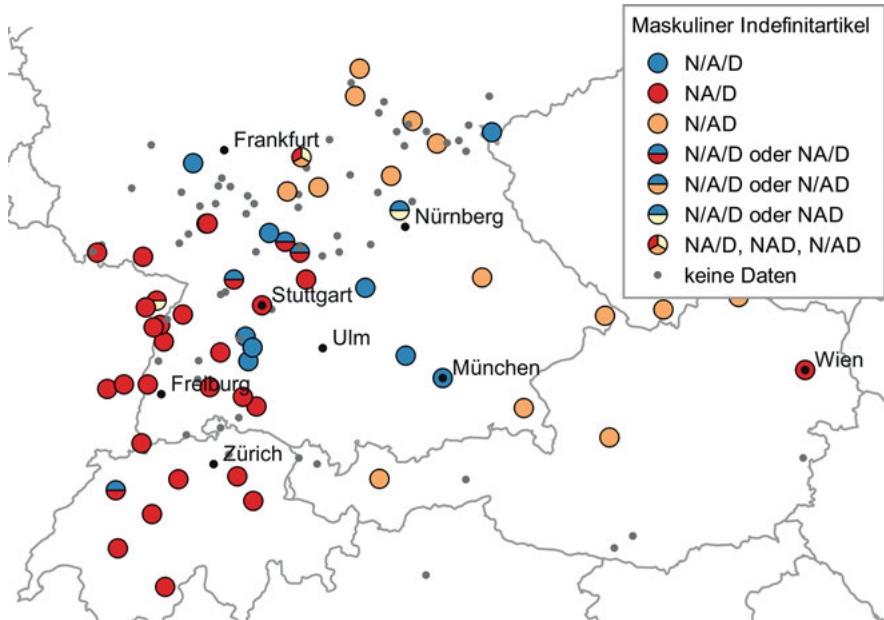 Maskuliner Indefinitartikel
N/A/D
NA/D
N/AD
N/A/D oder NA/D
N/A/D oder N/AD
N/A/D oder NAD
NA/D, NAD, N/AD
keine Daten
Frankfurt
Nürnberg
Stuttgart
Ulm
München
Wien
Freiburg
Zürich